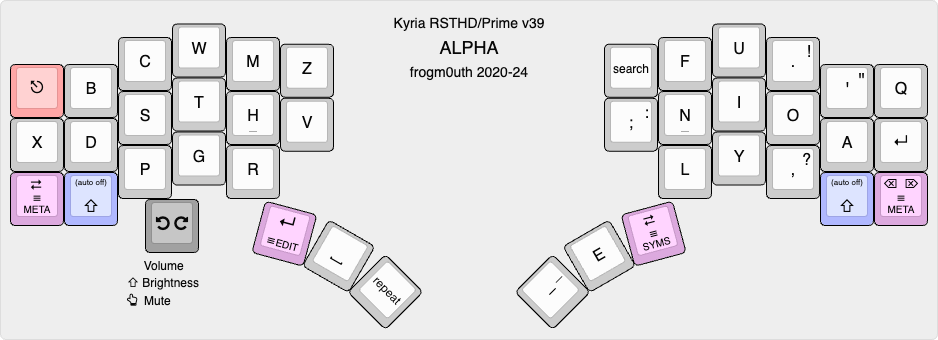 Kyria RSTHD/Prime v39
ALPHA
frogm0uth 2020-24
B C W M Z
X D S T H _ V
P G R
⇄ ≡ META
(auto off) ⇧
Volume
⇧ Brightness
Mute
↵ ≡EDIT
repeat
search F U . ! ' " Q
; : N _ I O A ↵
L Y , ?
(auto off) ⇧
⌫ ⌦ ≡ META
- _
E
⇄ ≡ SYMS